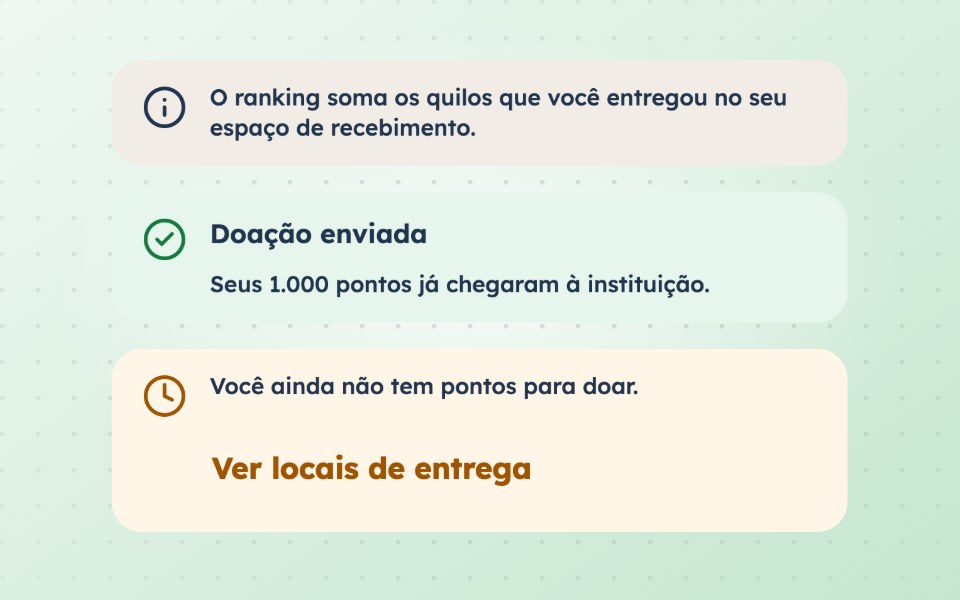 O ranking soma os quilos que você entregou no seu
espaço de recebimento.
Doação enviada
Seus 1.000 pontos já chegaram à instituição.
Você ainda não tem pontos para doar.
Ver locais de entrega